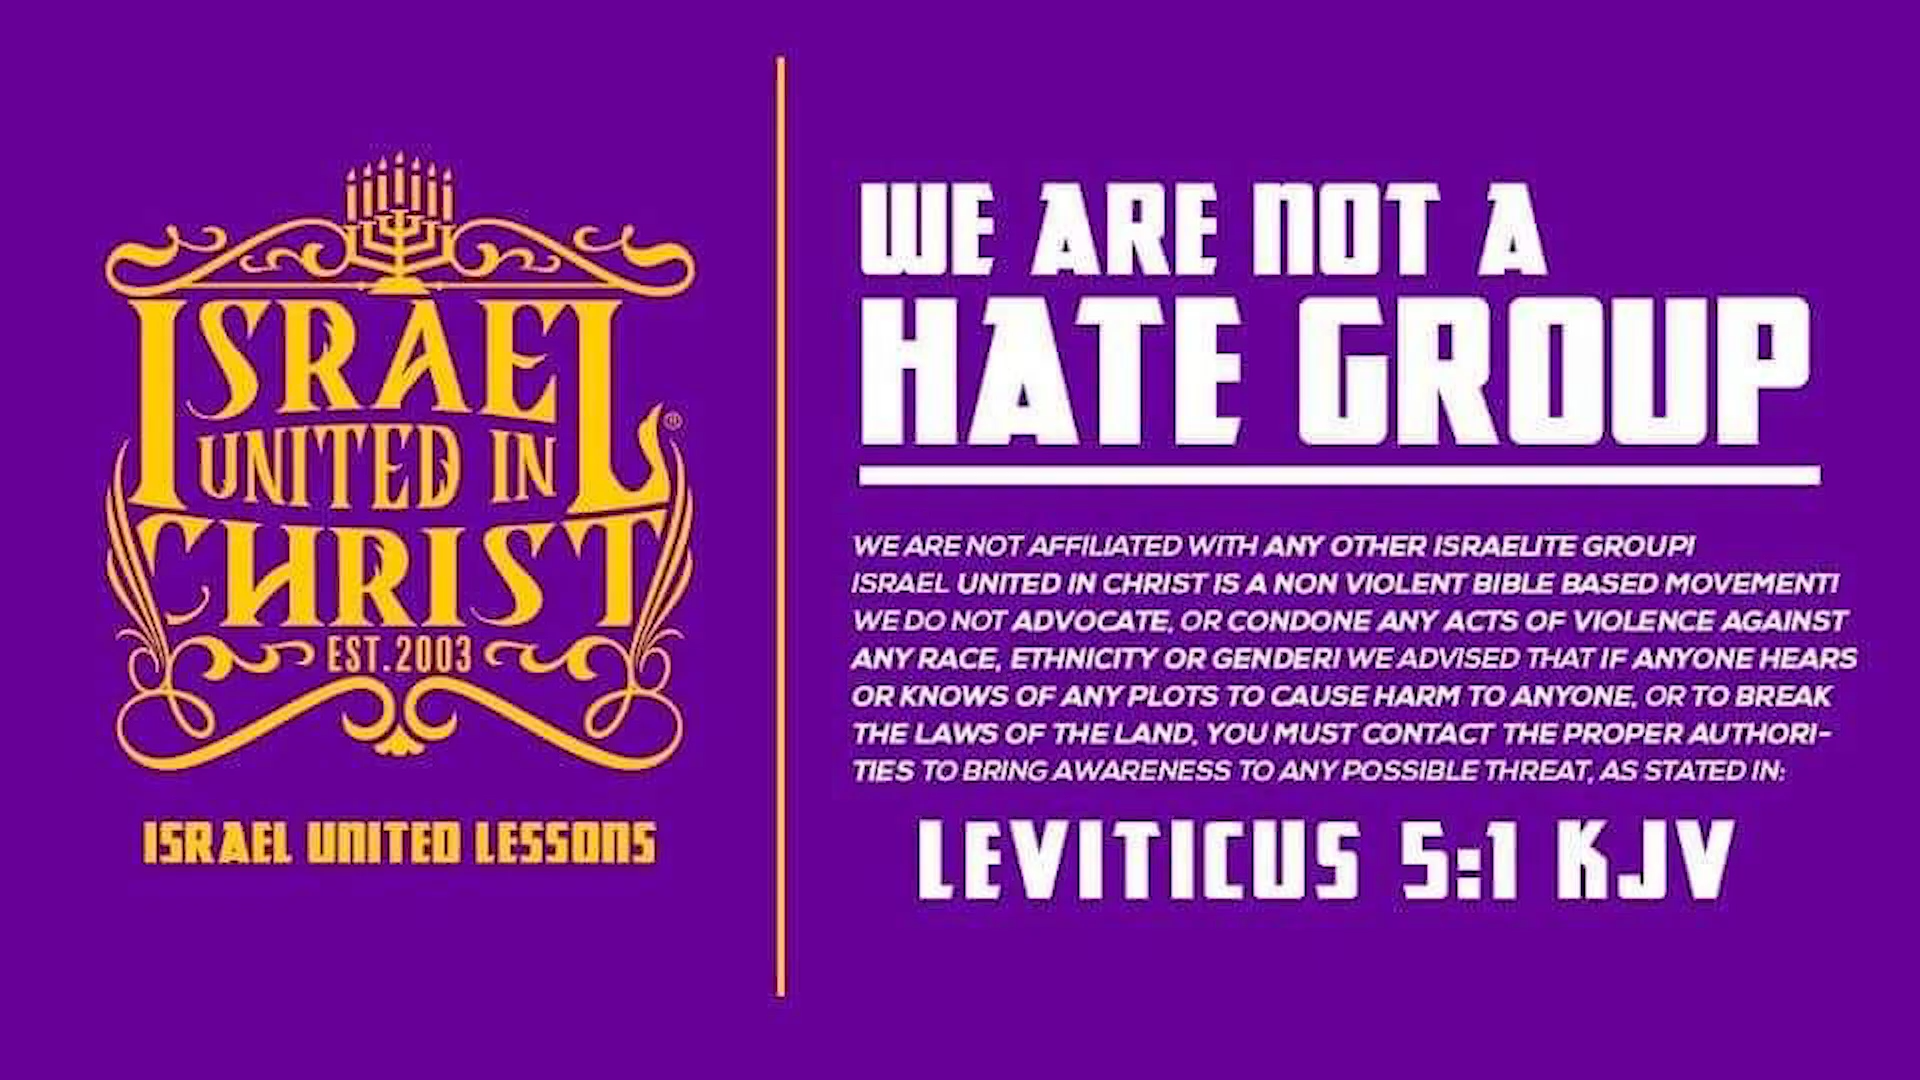 ISRAEL
UNITED IN
CHRIST
®
EST. 2003
ISRAEL UNITED LESSONS
WE ARE NOT A
HATE GROUP
WE ARE NOT AFFILIATED WITH ANY OTHER ISRAELITE GROUP!
ISRAEL UNITED IN CHRIST IS A NON VIOLENT BIBLE BASED MOVEMENT!
WE DO NOT ADVOCATE, OR CONDONE ANY ACTS OF VIOLENCE AGAINST
ANY RACE, ETHNICITY OR GENDER! WE ADVISED THAT IF ANYONE HEARS
OR KNOWS OF ANY PLOTS TO CAUSE HARM TO ANYONE, OR TO BREAK
THE LAWS OF THE LAND, YOU MUST CONTACT THE PROPER AUTHORI-
TIES TO BRING AWARENESS TO ANY POSSIBLE THREAT, AS STATED IN:
LEVITICUS 5:1 KJV